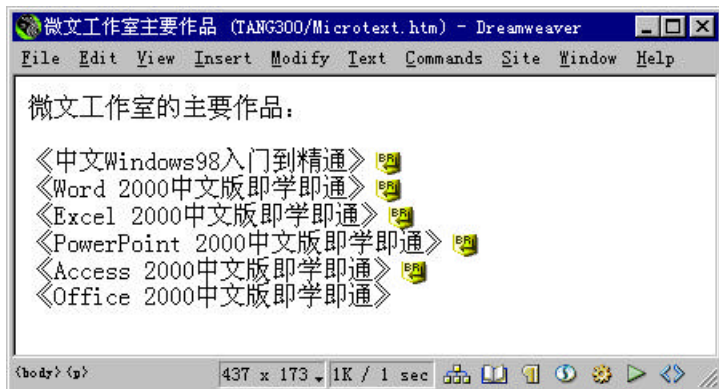 微文工作室主要作品 (TANG300/Microtext.htm) - Dreamweaver
File Edit View Insert Modify Text Commands Site Window Help
微文工作室的主要作品：
《中文Windows98入门到精通》 BR
《Word 2000中文版即学即通》 BR
《Excel 2000中文版即学即通》 BR
《PowerPoint 2000中文版即学即通》 BR
《Access 2000中文版即学即通》 BR
《Office 2000中文版即学即通》
<body> <p> 437 x 173 1K / 1 sec